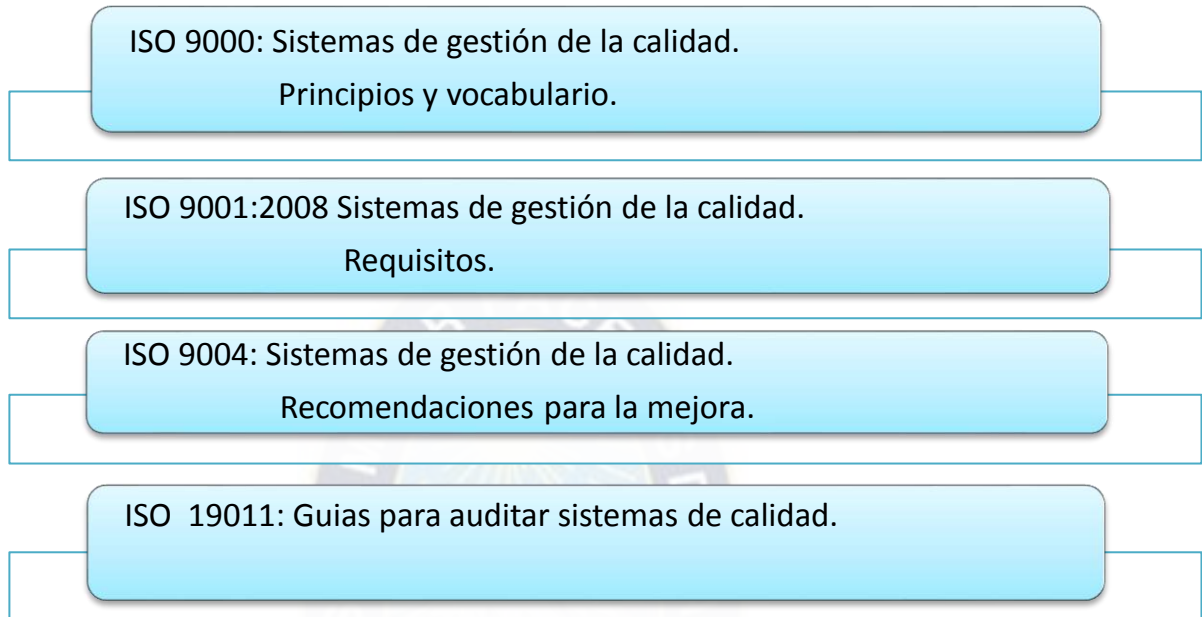 ISO 9000: Sistemas de gestión de la calidad.
Principios y vocabulario.
ISO 9001:2008 Sistemas de gestión de la calidad.
Requisitos.
ISO 9004: Sistemas de gestión de la calidad.
Recomendaciones para la mejora.
ISO 19011: Guias para auditar sistemas de calidad.